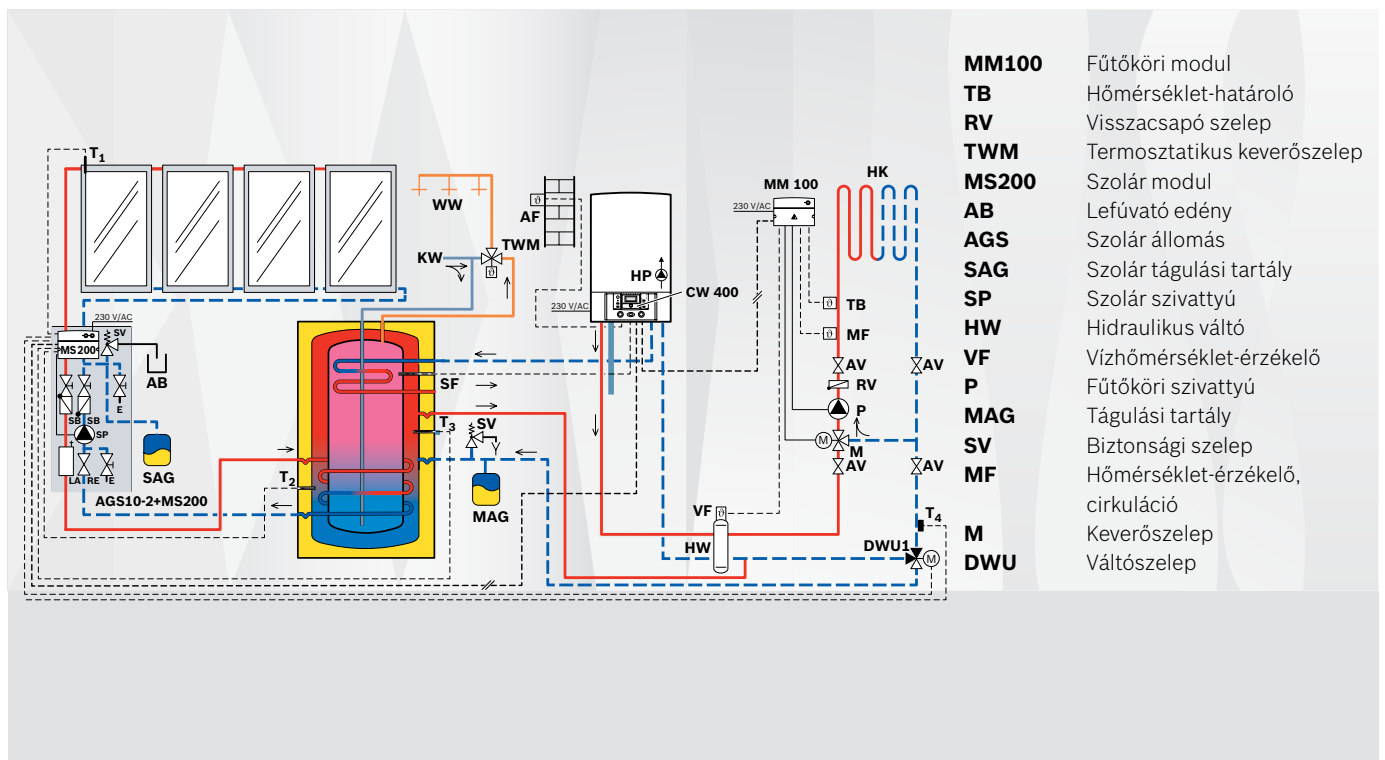 MM100 Fűtőköri modul
TB Hőmérséklet-határoló
RV Visszacsapó szelep
TWM Termosztatikus keverőszelep
MS200 Szolár modul
AB Lefúvató edény
AGS Szolár állomás
SAG Szolár tágulási tartály
SP Szolár szivattyú
HW Hidraulikus váltó
VF Vízhőmérséklet-érzékelő
P Fűtőköri szivattyú
MAG Tágulási tartály
SV Biztonsági szelep
MF Hőmérséklet-érzékelő,
cirkuláció
M Keverőszelep
DWU Váltószelep
T1
WW
KW
TWM
AF
HP
CW 400
230 V/AC
MM 100
230 V/AC
HK
TB
MF
AV
AV
RV
P
M
M
AV
AV
230 V/AC
MS200
SV
AB
E
SB SB
SP
SAG
LA RE E
AGS10-2+MS200
SF
T3
SV
T2
MAG
VF
HW
T4
DWU1
M